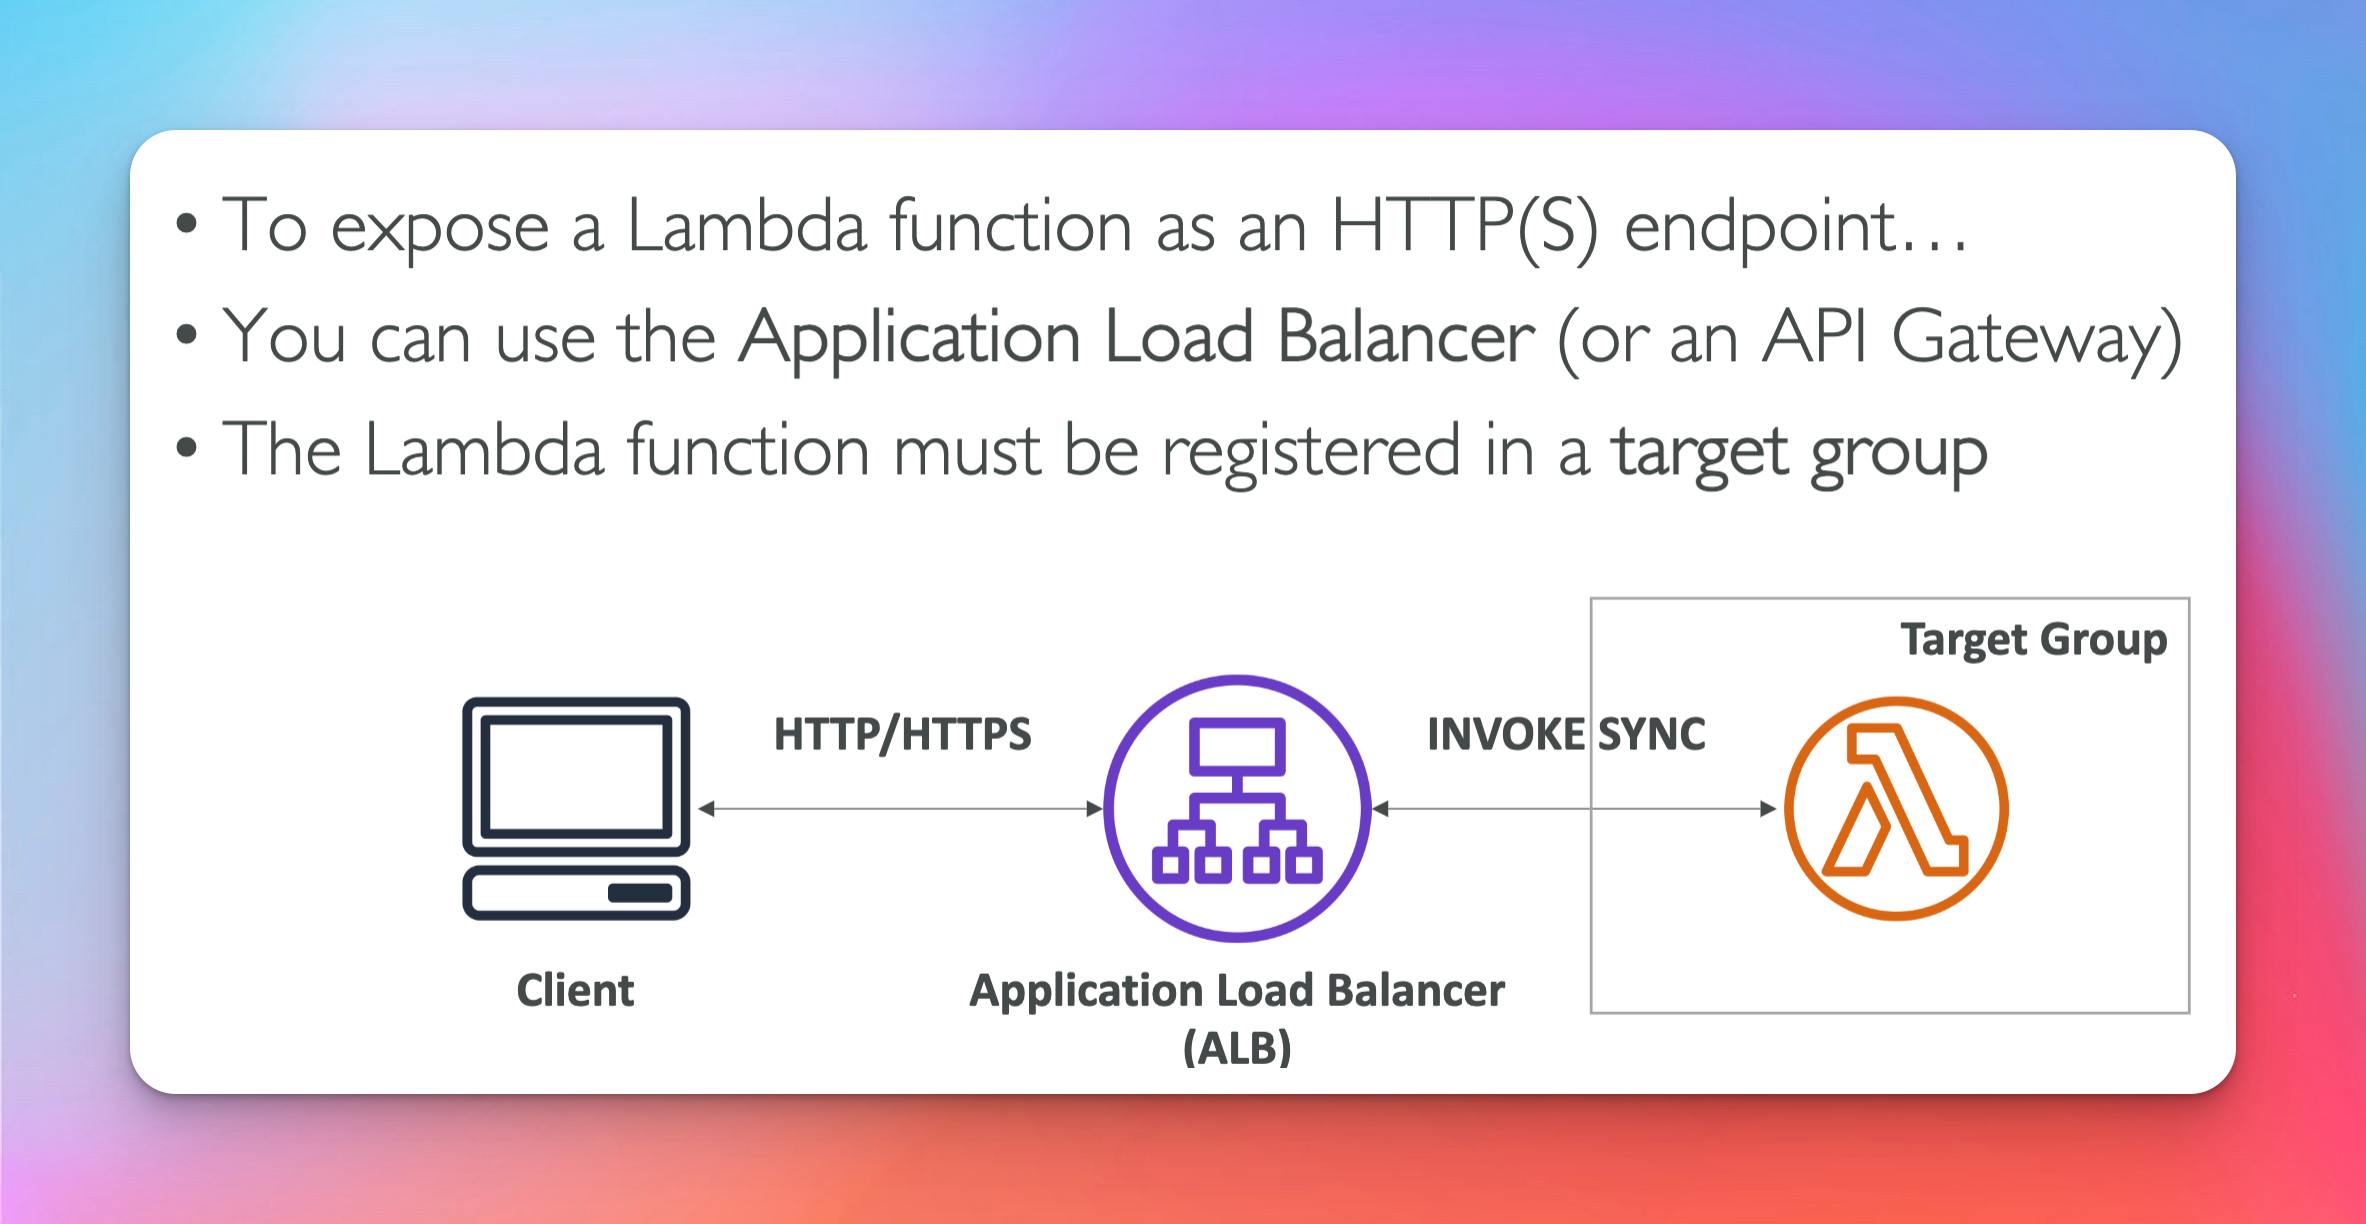 • To expose a Lambda function as an HTTP(S) endpoint…
• You can use the Application Load Balancer (or an API Gateway)
• The Lambda function must be registered in a target group
Target Group
HTTP/HTTPS
INVOKE SYNC
Client
Application Load Balancer
(ALB)